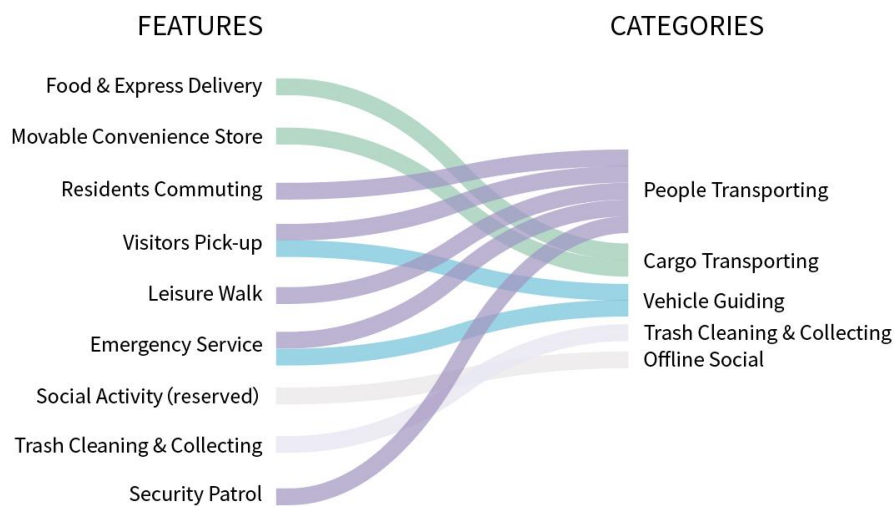 FEATURES
CATEGORIES
Food & Express Delivery
Movable Convenience Store
Residents Commuting
Visitors Pick-up
Leisure Walk
Emergency Service
Social Activity (reserved)
Trash Cleaning & Collecting
Security Patrol
People Transporting
Cargo Transporting
Vehicle Guiding
Trash Cleaning & Collecting
Offline Social